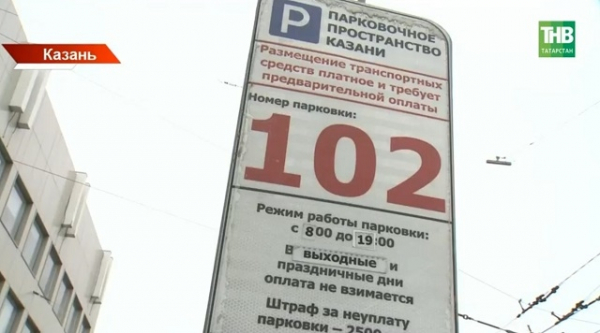 Казань
ТНВ
ТАТАРСТАН
P
ПАРКОВОЧНОЕ
ПРОСТРАНСТВО
КАЗАНИ
Размещение транспортных
средств платное и требует
предварительной оплаты
Номер парковки:
102
Режим работы парковки:
с 8:00 до 19:00
В выходные и
праздничные дни
оплата не взимается
Штраф за неуплату
парковки – 2500